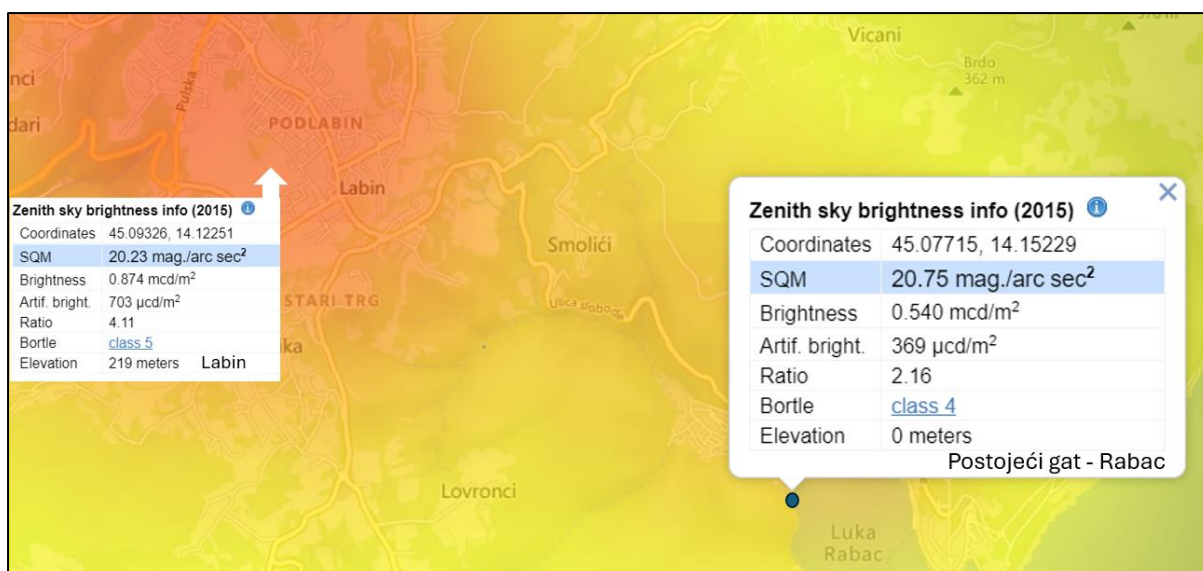 370 m
Vicani
Brdo
362 m
nci
Pulska
dari
PODLABIN
Labin
Smolići
STARI TRG
Ulica slobode
ika
Lovronci
Luka
Rabac
Zenith sky brightness info (2015)
Coordinates 45.09326, 14.12251
SQM 20.23 mag./arc sec²
Brightness 0.874 mcd/m²
Artif. bright. 703 µcd/m²
Ratio 4.11
Bortle class 5
Elevation 219 meters Labin
Zenith sky brightness info (2015)
Coordinates 45.07715, 14.15229
SQM 20.75 mag./arc sec²
Brightness 0.540 mcd/m²
Artif. bright. 369 µcd/m²
Ratio 2.16
Bortle class 4
Elevation 0 meters
Postojeći gat - Rabac